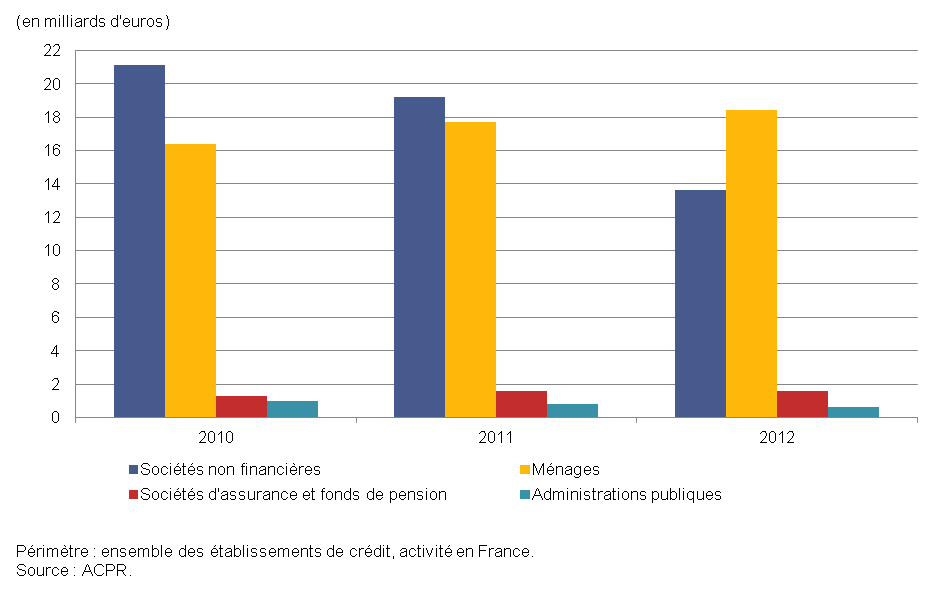 (en milliards d'euros)
22
20
18
16
14
12
10
8
6
4
2
0
2010 2011 2012
Sociétés non financières Ménages
Sociétés d'assurance et fonds de pension Administrations publiques
Périmètre : ensemble des établissements de crédit, activité en France.
Source : ACPR.